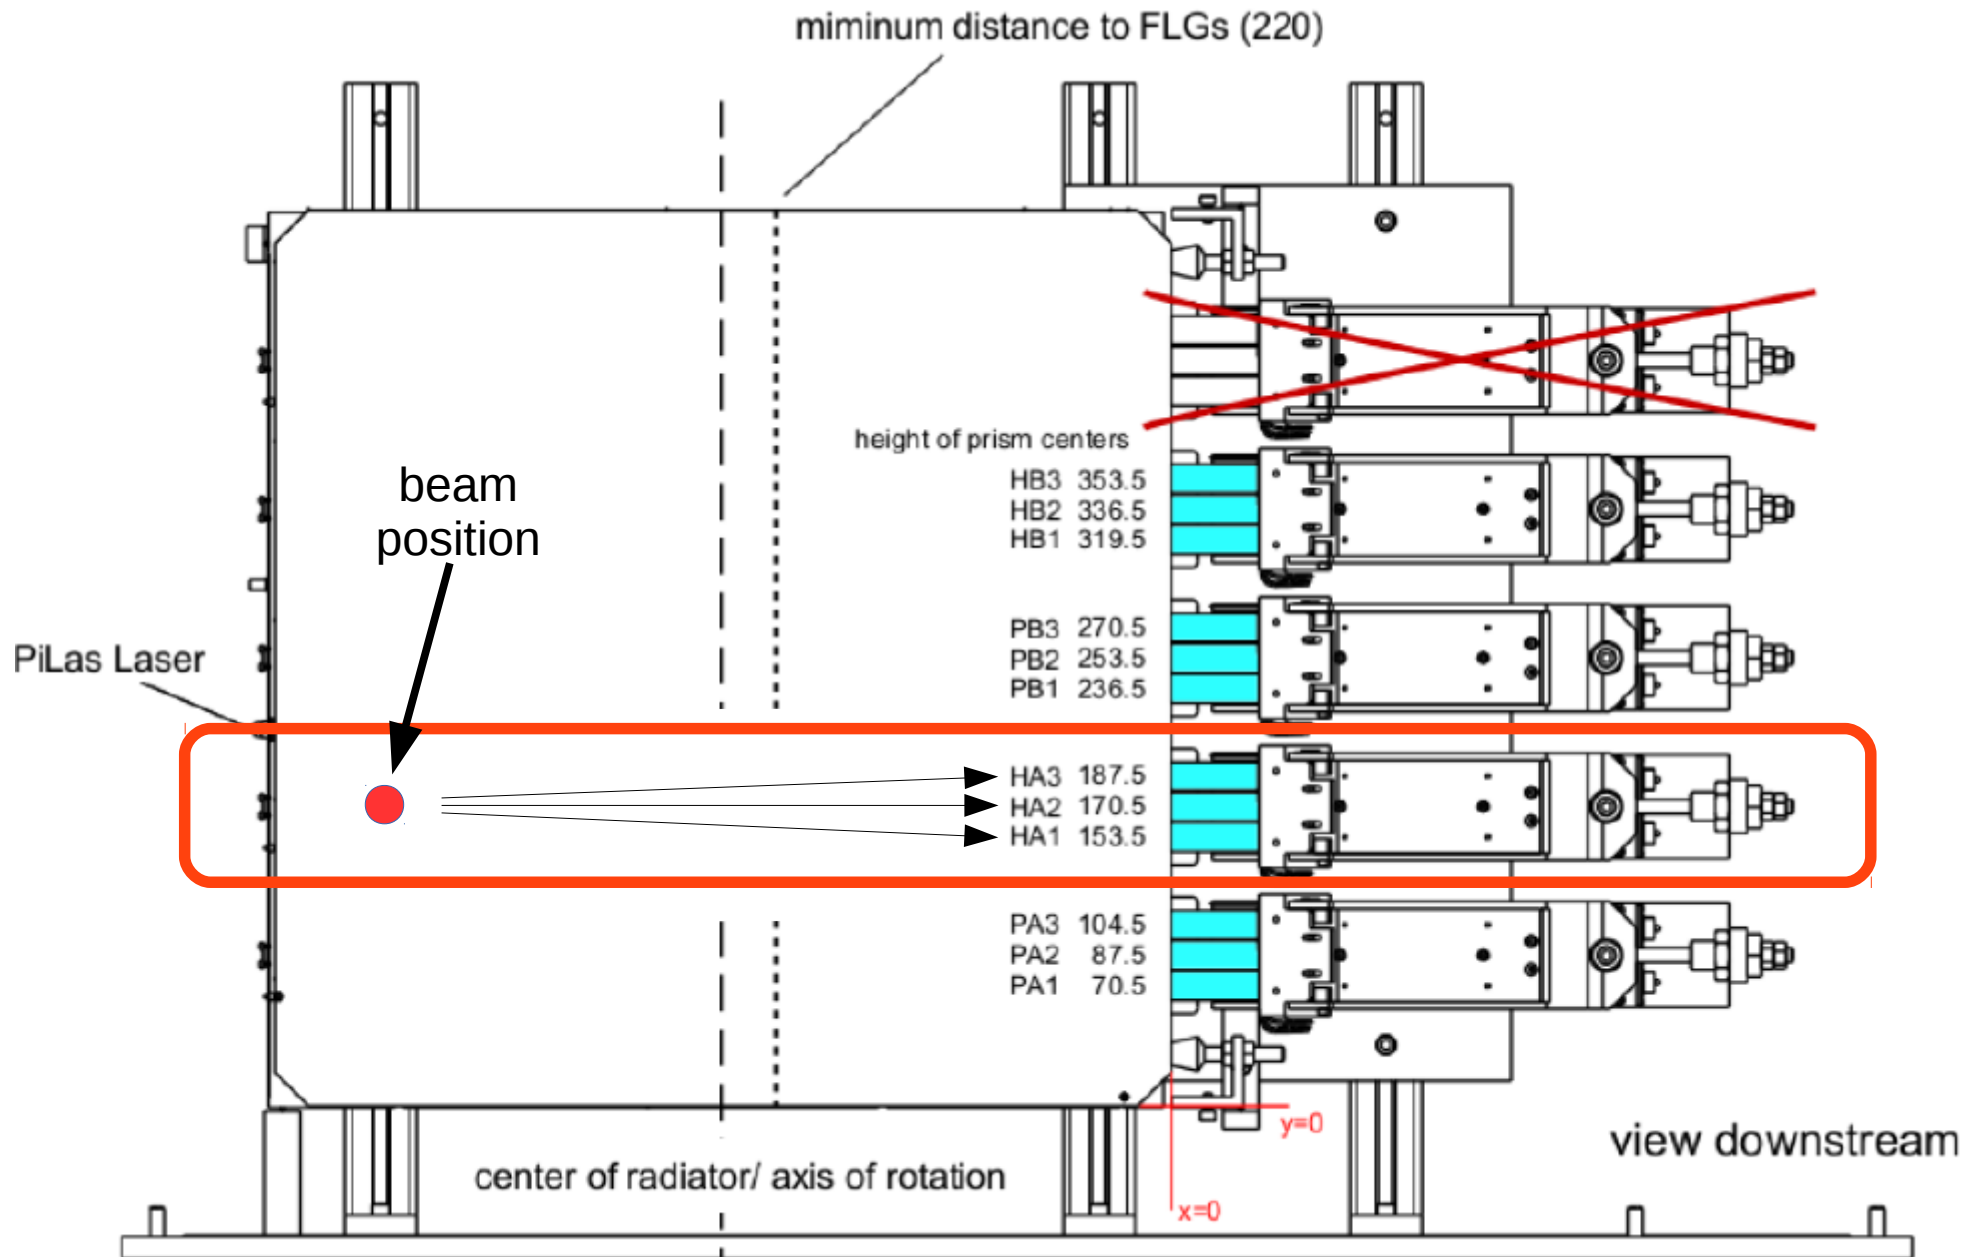 miminum distance to FLGs (220)
height of prism centers
HB3 353.5
HB2 336.5
HB1 319.5
beam
position
PB3 270.5
PB2 253.5
PB1 236.5
PiLas Laser
HA3 187.5
HA2 170.5
HA1 153.5
PA3 104.5
PA2 87.5
PA1 70.5
y=0
view downstream
center of radiator/ axis of rotation
x=0